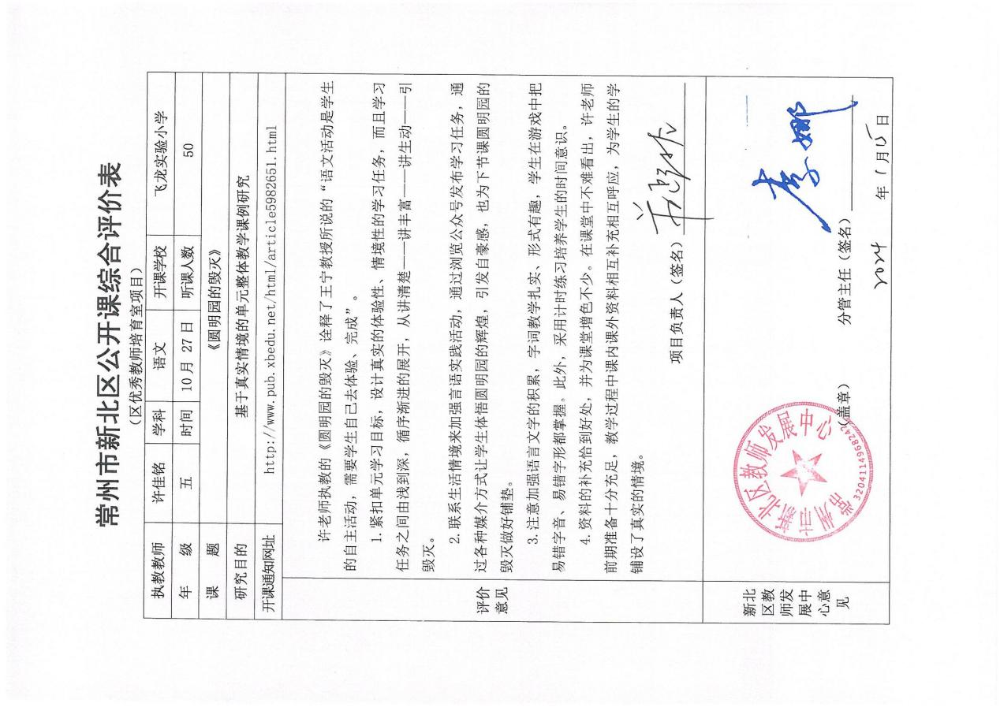 常州市新北区公开课综合评价表
（区优秀教师培育室项目）
执教教师 许佳铭 学科 语文 开课学校 飞龙实验小学
年 级 五 时间 10 月 27 日 听课人数 50
课 题 《圆明园的毁灭》
研究目的 基于真实情境的单元整体教学课例研究
开课通知网址 http://www.pub.xbedu.net/html/article5982651.html
评价
意见
许老师执教的《圆明园的毁灭》诠释了王宁教授所说的“语文活动是学生
的自主活动，需要学生自己去体验、完成”。
1.紧扣单元学习目标，设计真实的体验性、情境性的学习任务，而且学习
任务之间由浅到深，循序渐进的展开，从讲清楚——讲丰富——讲生动——引
毁灭。
2.联系生活情境来加强言语实践活动，通过浏览公众号发布学习任务，通
过各种媒介方式让学生体悟圆明园的辉煌，引发自豪感，也为下节课圆明园的
毁灭做好铺垫。
3.注意加强语言文字的积累，字词教学扎实、形式有趣，学生在游戏中把
易错字音、易错字形都掌握。此外，采用计时练习培养学生的时间意识。
4.资料的补充恰到好处，并为课堂增色不少。在课堂中不难看出，许老师
前期准备十分充足，教学过程中课内课外资料相互补充相互呼应，为学生的学
铺设了真实的情境。
项目负责人（签名）
新北
区教
师发
展中
心意
见
常州市新北区教师发展中心
3204114968242
（盖章） 分管主任（签名） 李娜
2024 年 1 月 15 日